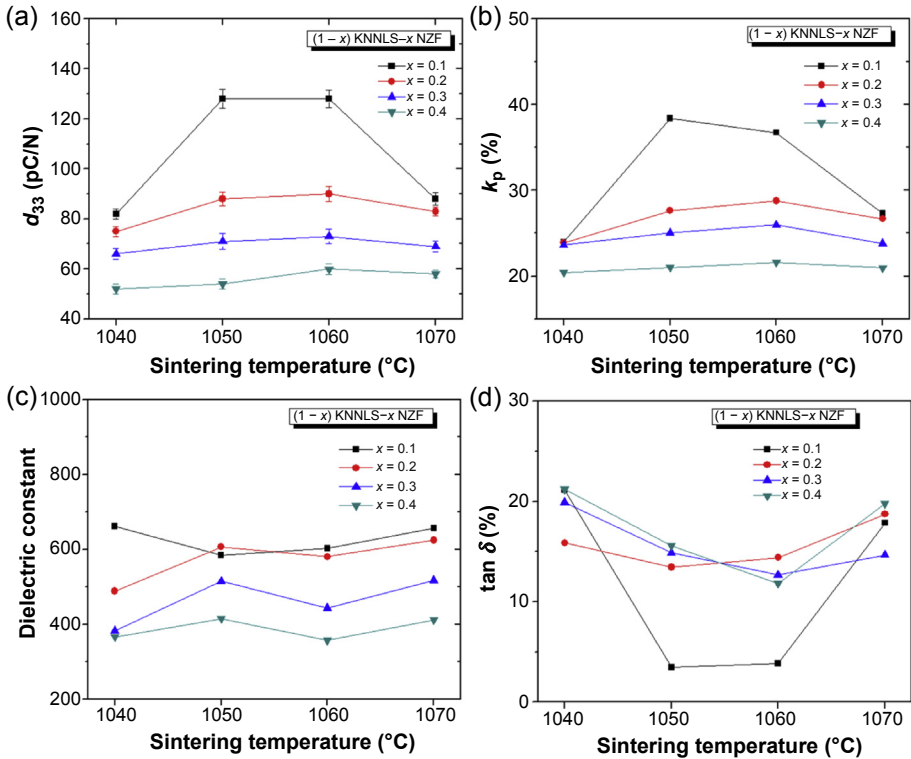 (a)
(1 − x) KNNLS–x NZF
x = 0.1
x = 0.2
x = 0.3
x = 0.4
160
140
120
100
80
60
40
d33 (pC/N)
1040 1050 1060 1070
Sintering temperature (°C)
(b)
(1 − x) KNNLS–x NZF
x = 0.1
x = 0.2
x = 0.3
x = 0.4
50
40
30
20
kp (%)
1040 1050 1060 1070
Sintering temperature (°C)
(c)
(1 − x) KNNLS−x NZF
x = 0.1
x = 0.2
x = 0.3
x = 0.4
1000
800
600
400
200
Dielectric constant
1040 1050 1060 1070
Sintering temperature (°C)
(d)
(1 − x) KNNLS−x NZF
x = 0.1
x = 0.2
x = 0.3
x = 0.4
30
20
10
0
tan δ (%)
1040 1050 1060 1070
Sintering temperature (°C)